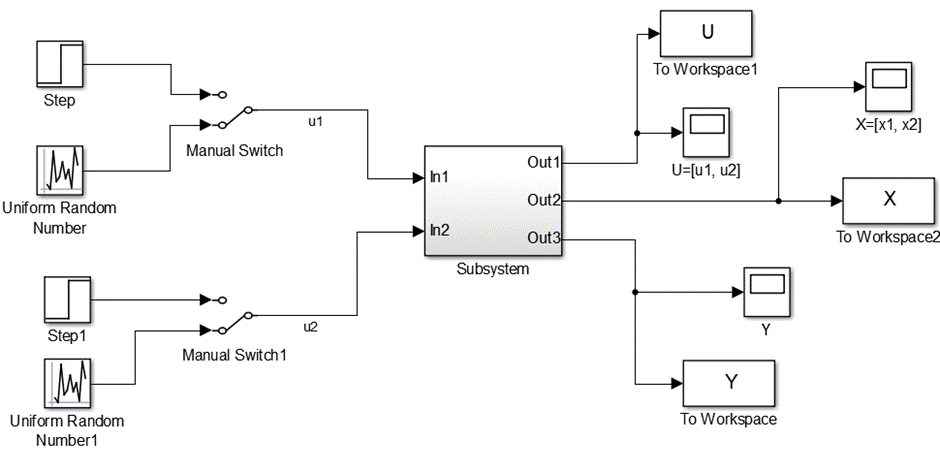 Step
Uniform Random
Number
Manual Switch
u1
Step1
Uniform Random
Number1
Manual Switch1
u2
In1
In2
Out1
Out2
Out3
Subsystem
U
To Workspace1
U=[u1, u2]
X=[x1, x2]
X
To Workspace2
Y
Y
To Workspace